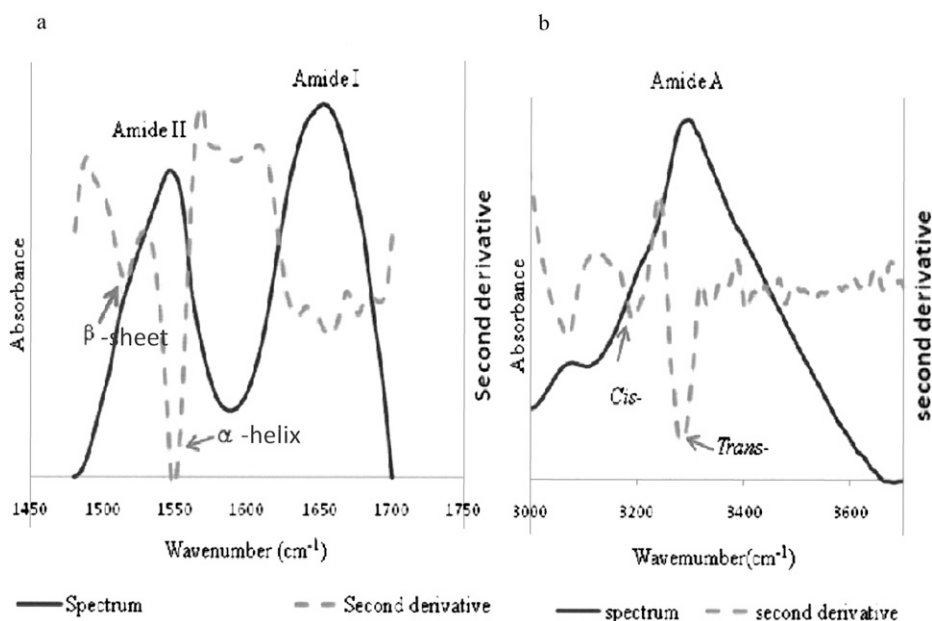 a
Amide II
Amide I
Absorbance
Second derivative
β-sheet
α -helix
1450 1500 1550 1600 1650 1700 1750
Wavenumber (cm-1)
Spectrum
Second derivative
b
Amide A
Absorbance
second derivative
Cis-
Trans-
3000 3200 3400 3600
Wavemumber(cm-1)
spectrum
second derivative